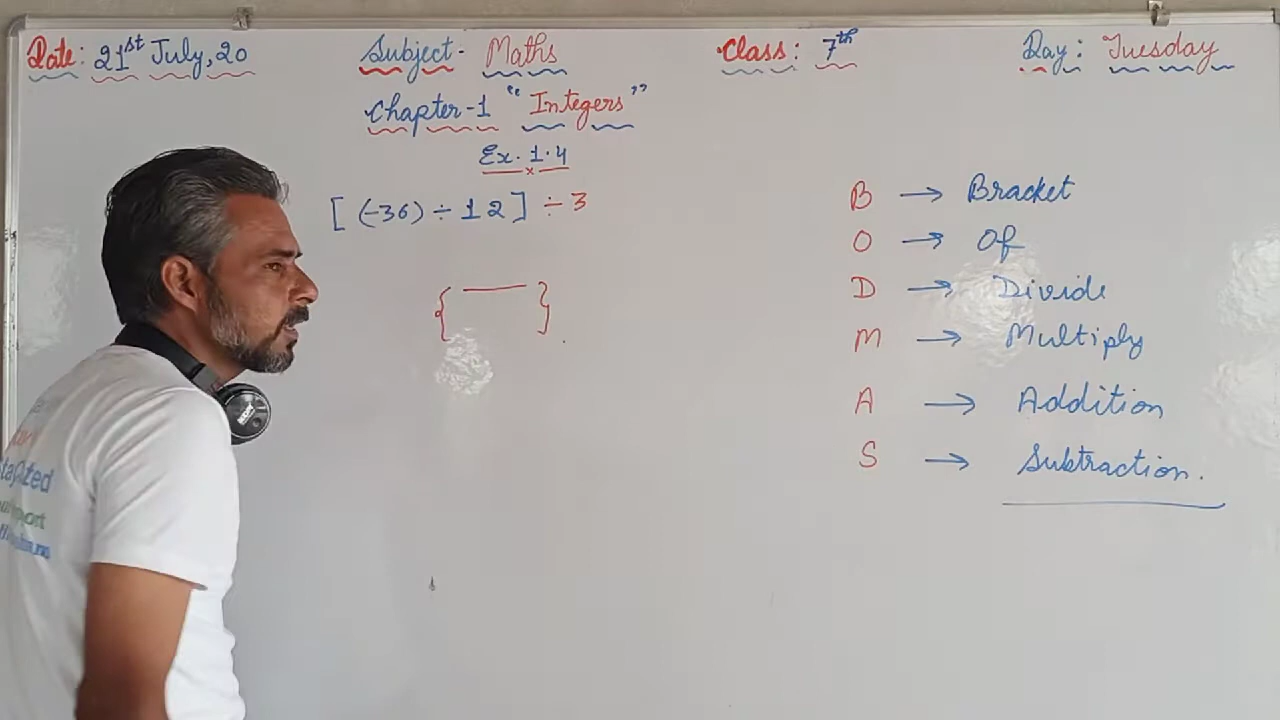 Date: 21st July, 20 Subject- Maths Class: 7th Day: Tuesday
Chapter-1 "Integers"
Ex. 1.4
[(-36) ÷ 12] ÷ 3
B → Bracket
O → Of
D → Divide
M → Multiply
A → Addition
S → Subtraction.